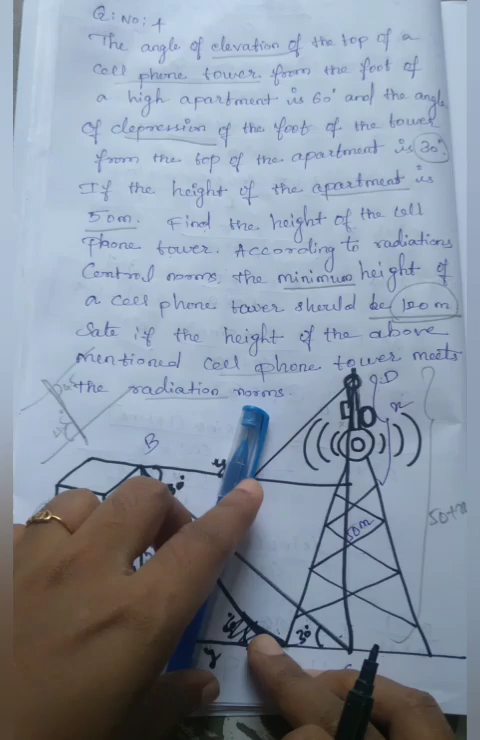 Q: No: 4
The angle of elevation of the top of a
cell phone tower. from the foot of
a high apartment is 60° and the angle
of depression of the foot of the tower
from the top of the apartment is 30°.
If the height of the apartment is
50m. Find the height of the cell
phone tower. According to radiations
Control norms, the minimum height of
a cell phone tower should be 120m
Sate if the height of the above
mentioned cell phone tower meets
the radiation norms.
D
x
B
y
30°
50m
50+x
30°
y